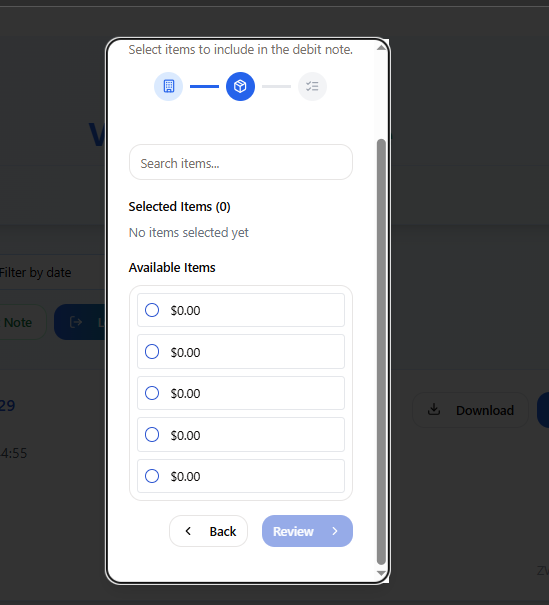 Select items to include in the debit note.
Search items...
Selected Items (0)
No items selected yet
Filter by date
Available Items
$0.00
Note
L
$0.00
$0.00
29
Download
$0.00
4:55
$0.00
Back
Review